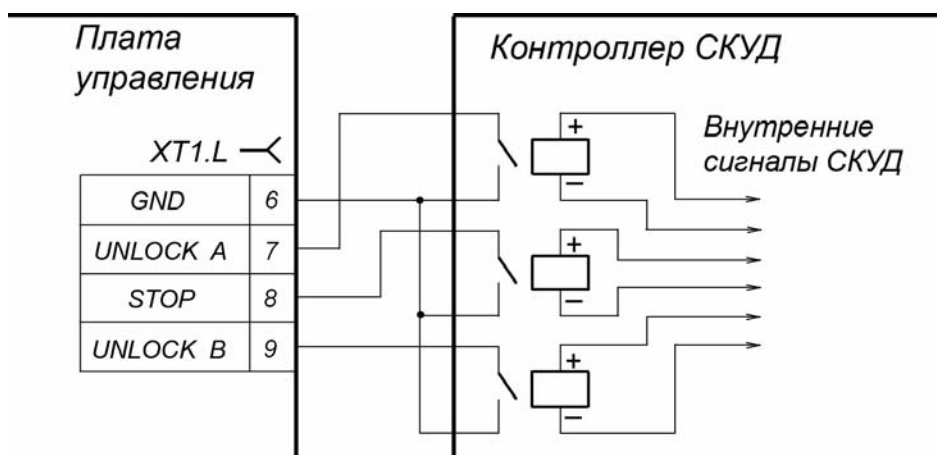 Плата
управления
Контроллер СКУД
XT1.L
GND 6
UNLOCK A 7
STOP 8
UNLOCK B 9
+
−
+
−
+
−
Внутренние
сигналы СКУД